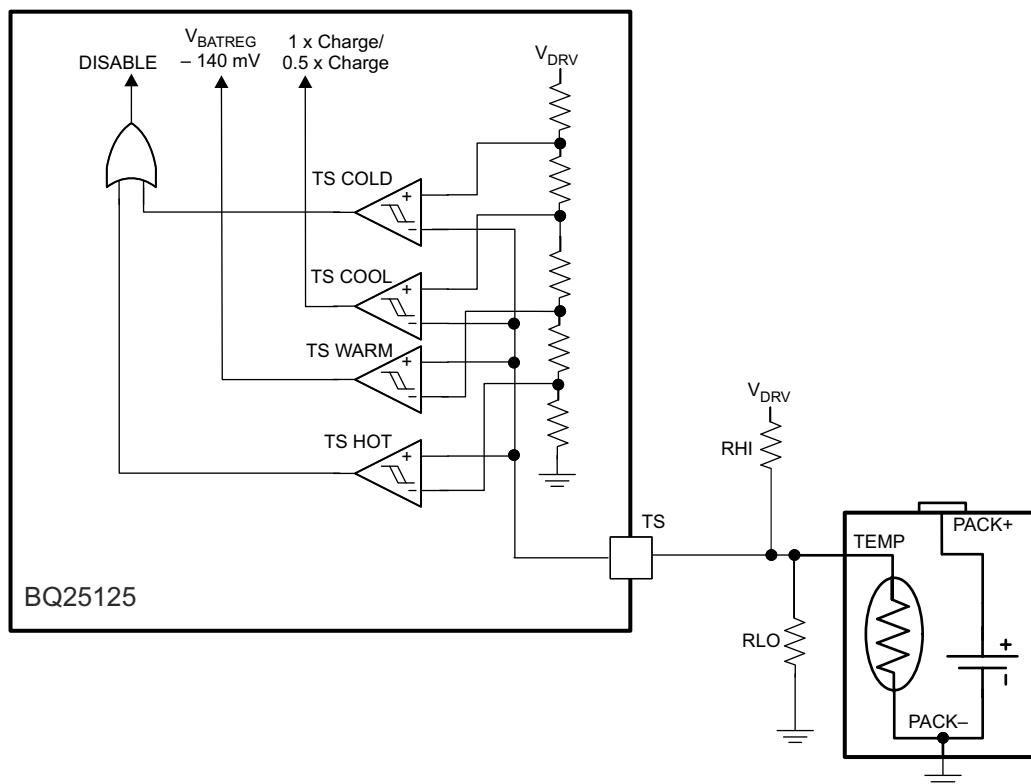 DISABLE
V_BATREG
– 140 mV
1 x Charge/
0.5 x Charge
V_DRV
TS COLD
+
–
TS COOL
+
–
TS WARM
+
–
TS HOT
+
–
TS
BQ25125
V_DRV
RHI
RLO
PACK+
TEMP
+
–
PACK–